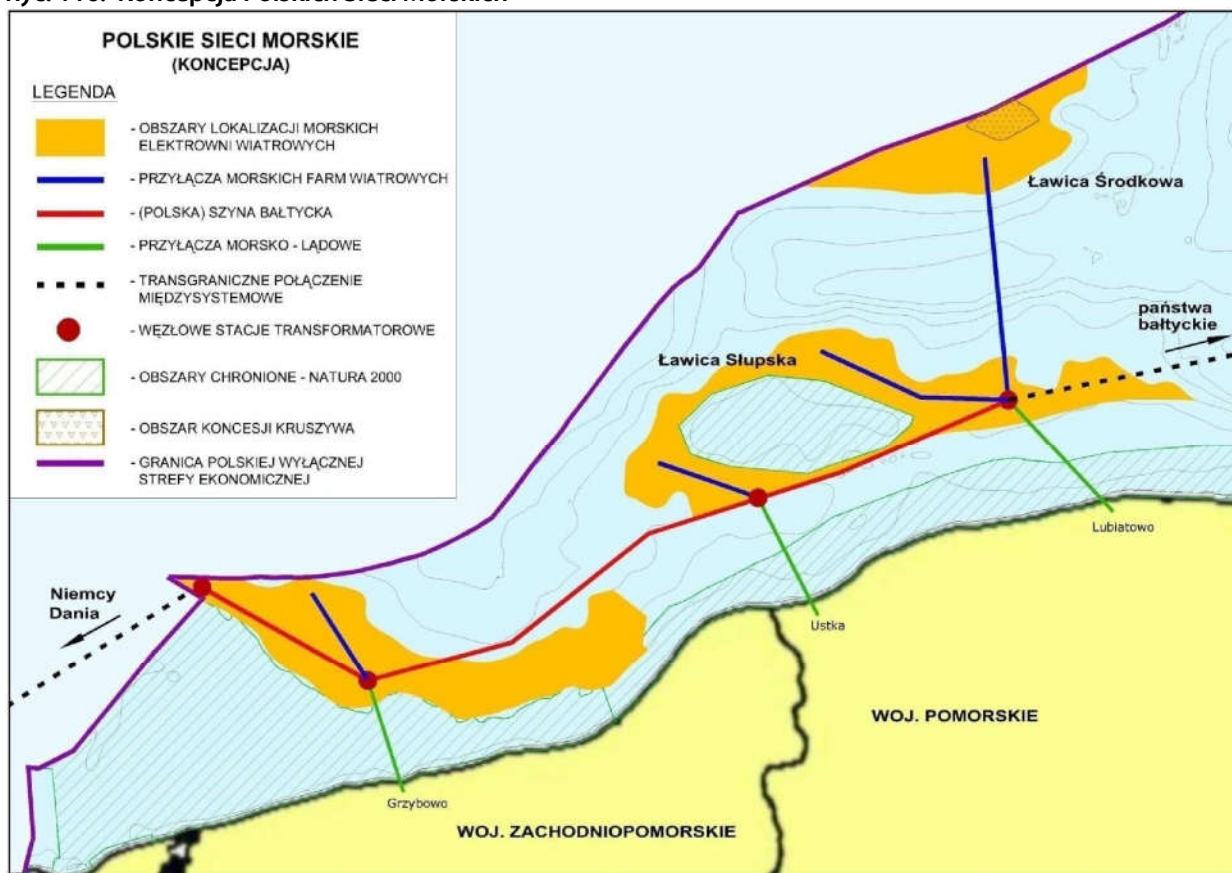 POLSKIE SIECI MORSKIE
(KONCEPCJA)
LEGENDA
- OBSZARY LOKALIZACJI MORSKICH
ELEKTROWNI WIATROWYCH
- PRZYŁĄCZA MORSKICH FARM WIATROWYCH
- (POLSKA) SZYNA BAŁTYCKA
- PRZYŁĄCZA MORSKO - LĄDOWE
- TRANSGRANICZNE POŁĄCZENIE
MIĘDZYSYSTEMOWE
- WĘZŁOWE STACJE TRANSFORMATOROWE
- OBSZARY CHRONIONE - NATURA 2000
- OBSZAR KONCESJI KRUSZYWA
- GRANICA POLSKIEJ WYŁĄCZNEJ
STREFY EKONOMICZNEJ
Ławica Środkowa
państwa
bałtyckie
Ławica Słupska
Lubiatowo
Niemcy
Dania
Ustka
WOJ. POMORSKIE
Grzybowo
WOJ. ZACHODNIOPOMORSKIE